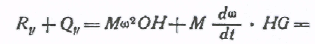 R_y + Q_y = Mω²OH + M dω/dt · HG =